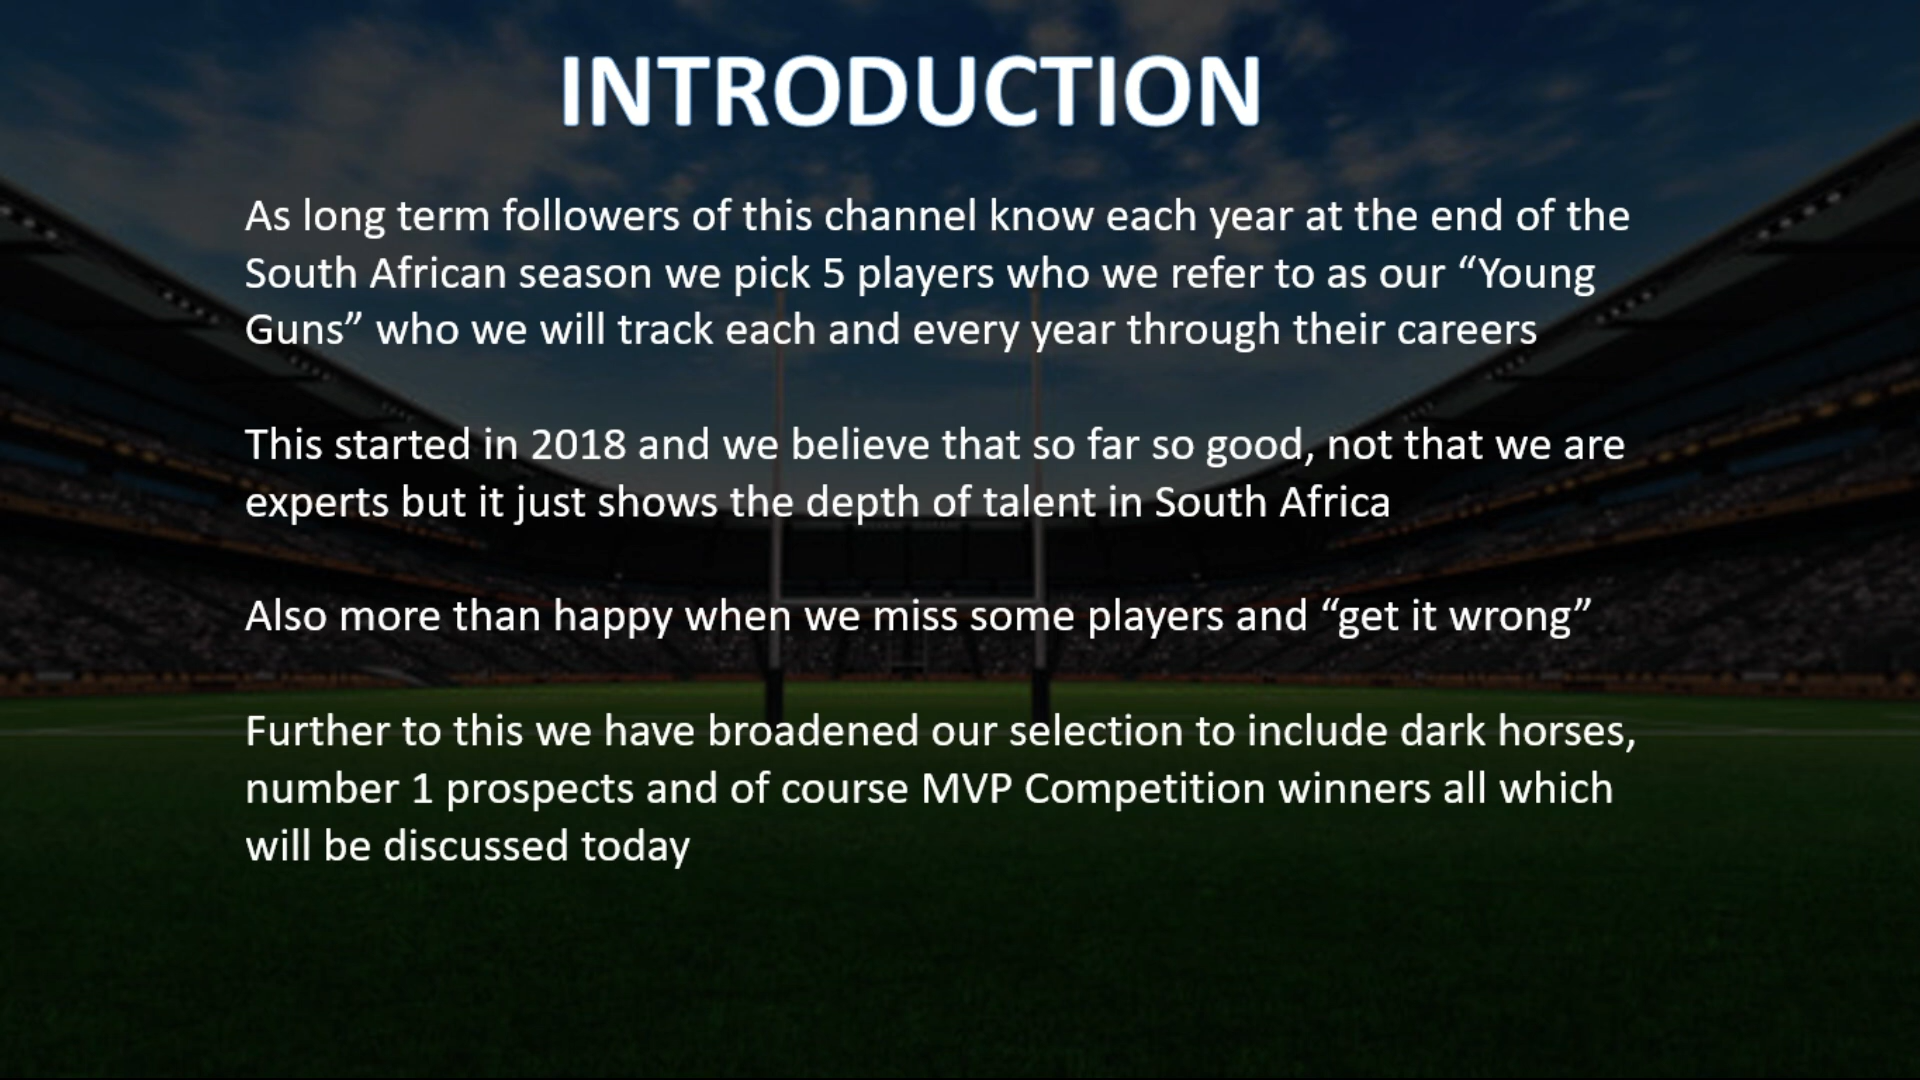 INTRODUCTION
As long term followers of this channel know each year at the end of the
South African season we pick 5 players who we refer to as our “Young
Guns” who we will track each and every year through their careers
This started in 2018 and we believe that so far so good, not that we are
experts but it just shows the depth of talent in South Africa
Also more than happy when we miss some players and “get it wrong”
Further to this we have broadened our selection to include dark horses,
number 1 prospects and of course MVP Competition winners all which
will be discussed today